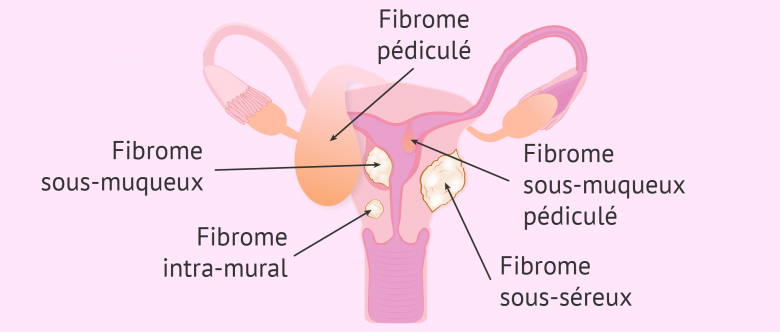 Fibrome
pédiculé
Fibrome
sous-muqueux
Fibrome
sous-muqueux
pédiculé
Fibrome
intra-mural
Fibrome
sous-séreux